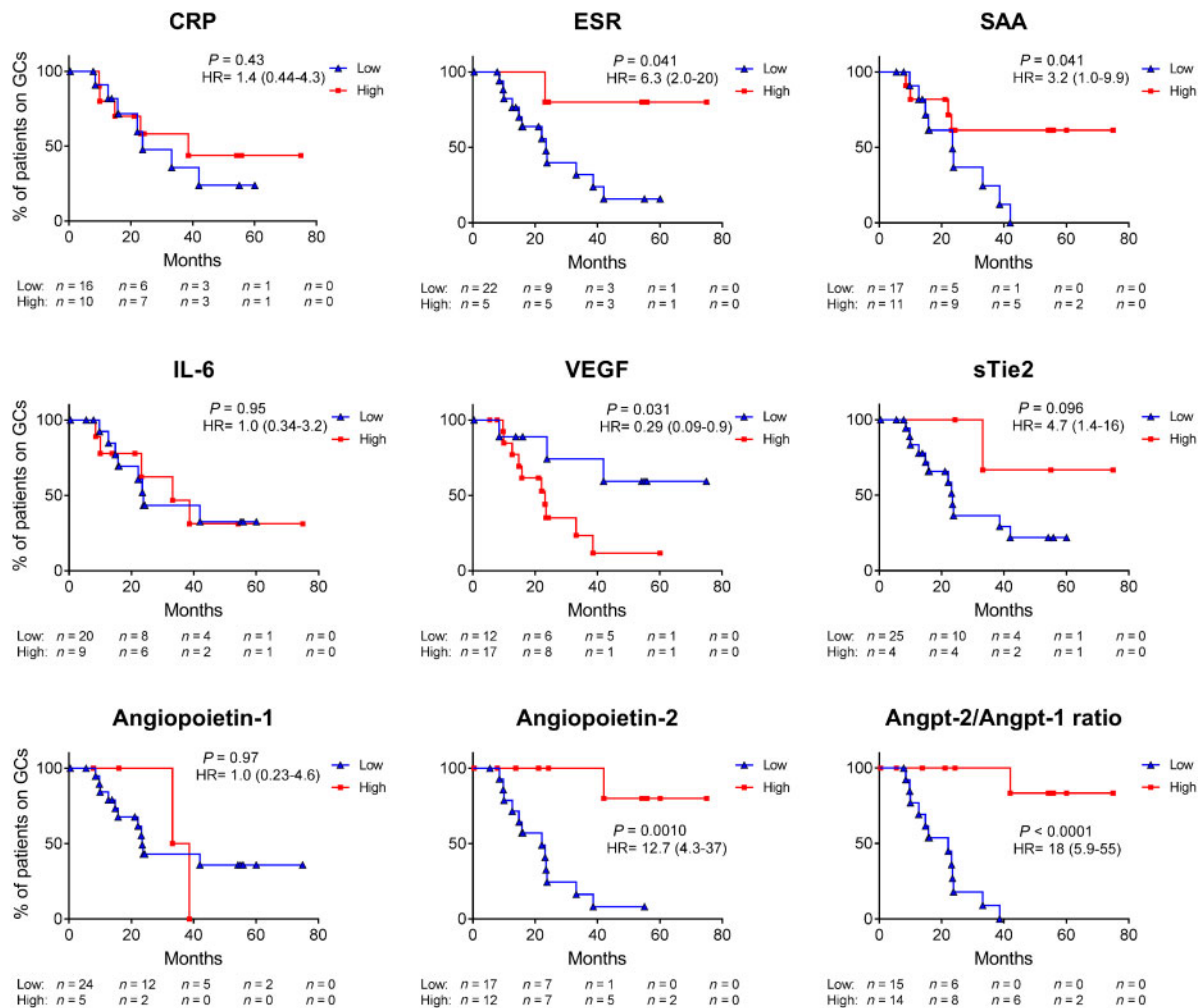 CRP
% of patients on GCs
100
50
0
0 20 40 60 80
Months
P = 0.43
HR= 1.4 (0.44-4.3)
Low
High
Low: n = 16 n = 6 n = 3 n = 1 n = 0
High: n = 10 n = 7 n = 3 n = 1 n = 0
ESR
100
50
0
0 20 40 60 80
Months
P = 0.041
HR= 6.3 (2.0-20)
Low
High
Low: n = 22 n = 9 n = 3 n = 1 n = 0
High: n = 5 n = 5 n = 3 n = 1 n = 0
SAA
100
50
0
0 20 40 60 80
Months
P = 0.041
HR= 3.2 (1.0-9.9)
Low
High
Low: n = 17 n = 5 n = 1 n = 0 n = 0
High: n = 11 n = 9 n = 5 n = 2 n = 0
IL-6
% of patients on GCs
100
50
0
0 20 40 60 80
Months
P = 0.95
HR= 1.0 (0.34-3.2)
Low
High
Low: n = 20 n = 8 n = 4 n = 1 n = 0
High: n = 9 n = 6 n = 2 n = 1 n = 0
VEGF
100
50
0
0 20 40 60 80
Months
P = 0.031
HR= 0.29 (0.09-0.9)
Low
High
Low: n = 12 n = 6 n = 5 n = 1 n = 0
High: n = 17 n = 8 n = 1 n = 1 n = 0
sTie2
100
50
0
0 20 40 60 80
Months
P = 0.096
HR= 4.7 (1.4-16)
Low
High
Low: n = 25 n = 10 n = 4 n = 1 n = 0
High: n = 4 n = 4 n = 2 n = 1 n = 0
Angiopoietin-1
% of patients on GCs
100
50
0
0 20 40 60 80
Months
P = 0.97
HR= 1.0 (0.23-4.6)
Low
High
Low: n = 24 n = 12 n = 5 n = 2 n = 0
High: n = 5 n = 2 n = 0 n = 0 n = 0
Angiopoietin-2
100
50
0
0 20 40 60 80
Months
P = 0.0010
HR= 12.7 (4.3-37)
Low
High
Low: n = 17 n = 7 n = 1 n = 0 n = 0
High: n = 12 n = 7 n = 5 n = 2 n = 0
Angpt-2/Angpt-1 ratio
100
50
0
0 20 40 60 80
Months
P < 0.0001
HR= 18 (5.9-55)
Low
High
Low: n = 15 n = 6 n = 0 n = 0 n = 0
High: n = 14 n = 8 n = 6 n = 2 n = 0